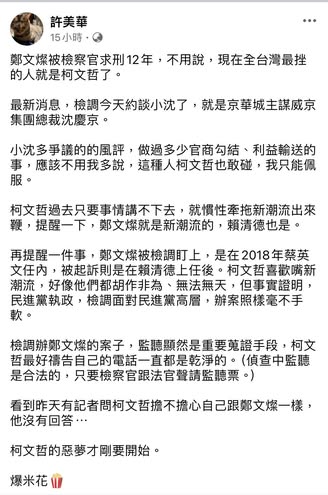 許美華
15小時・
鄭文燦被檢察官求刑12年，不用說，現在全台灣最挫
的人就是柯文哲了。
最新消息，檢調今天約談小沈了，就是京華城主謀威京
集團總裁沈慶京。
小沈多爭議的的風評，做過多少官商勾結、利益輸送的
事，應該不用我多說，這種人柯文哲也敢碰，我只能佩
服。
柯文哲過去只要事情講不下去，就慣性牽拖新潮流出來
鞭，提醒一下，鄭文燦就是新潮流的，賴清德也是。
再提醒一件事，鄭文燦被檢調盯上，是在2018年蔡英
文任內，被起訴則是在賴清德上任後。柯文哲喜歡嘴新
潮流，好像他們都胡作非為、無法無天，但事實證明，
民進黨執政，檢調面對民進黨高層，辦案照樣毫不手
軟。
檢調辦鄭文燦的案子，監聽顯然是重要蒐證手段，柯文
哲最好禱告自己的電話一直都是乾淨的。（偵查中監聽
是合法的，只要檢察官跟法官聲請監聽票。）
看到昨天有記者問柯文哲擔不擔心自己跟鄭文燦一樣，
他沒有回答⋯
柯文哲的惡夢才剛要開始。
爆米花🍿